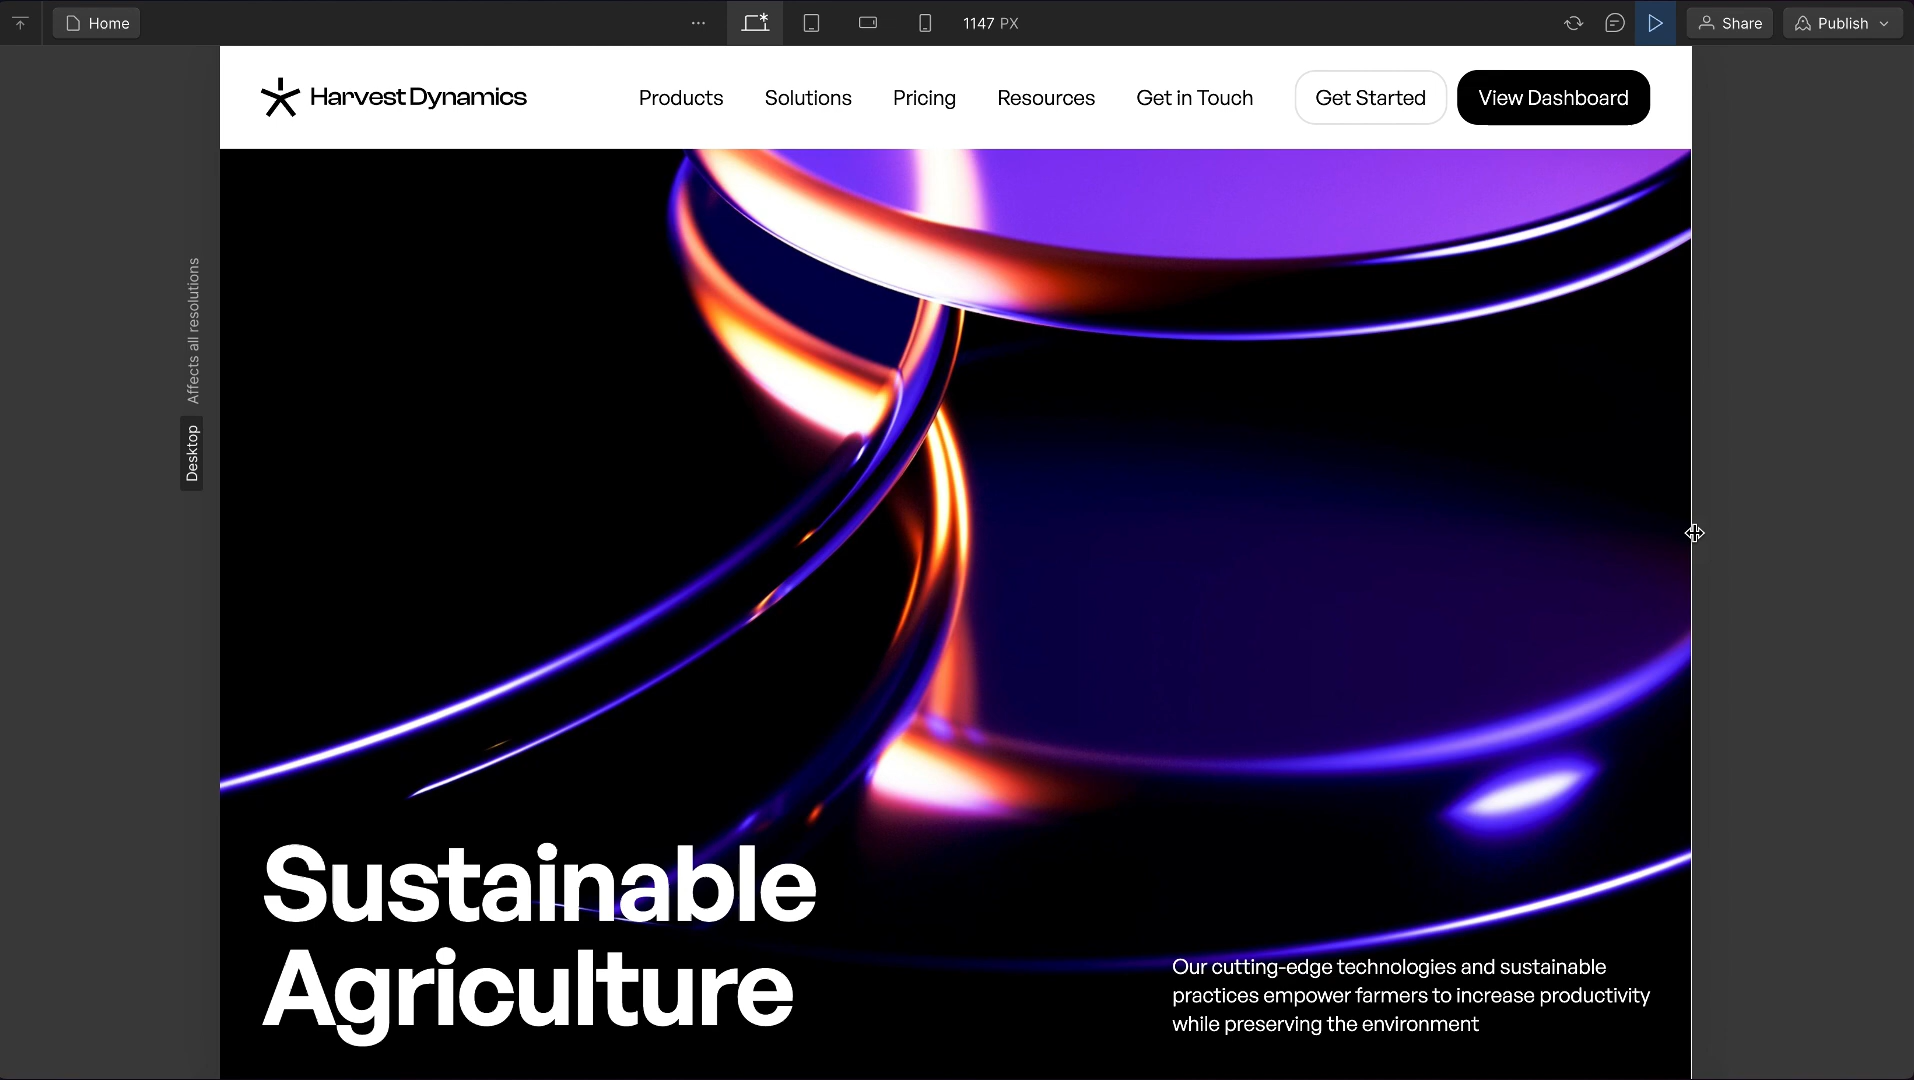 Home
1147 PX
Share
Publish
Harvest Dynamics
Products
Solutions
Pricing
Resources
Get in Touch
Get Started
View Dashboard
Affects all resolutions
Desktop
Sustainable
Agriculture
Our cutting-edge technologies and sustainable
practices empower farmers to increase productivity
while preserving the environment